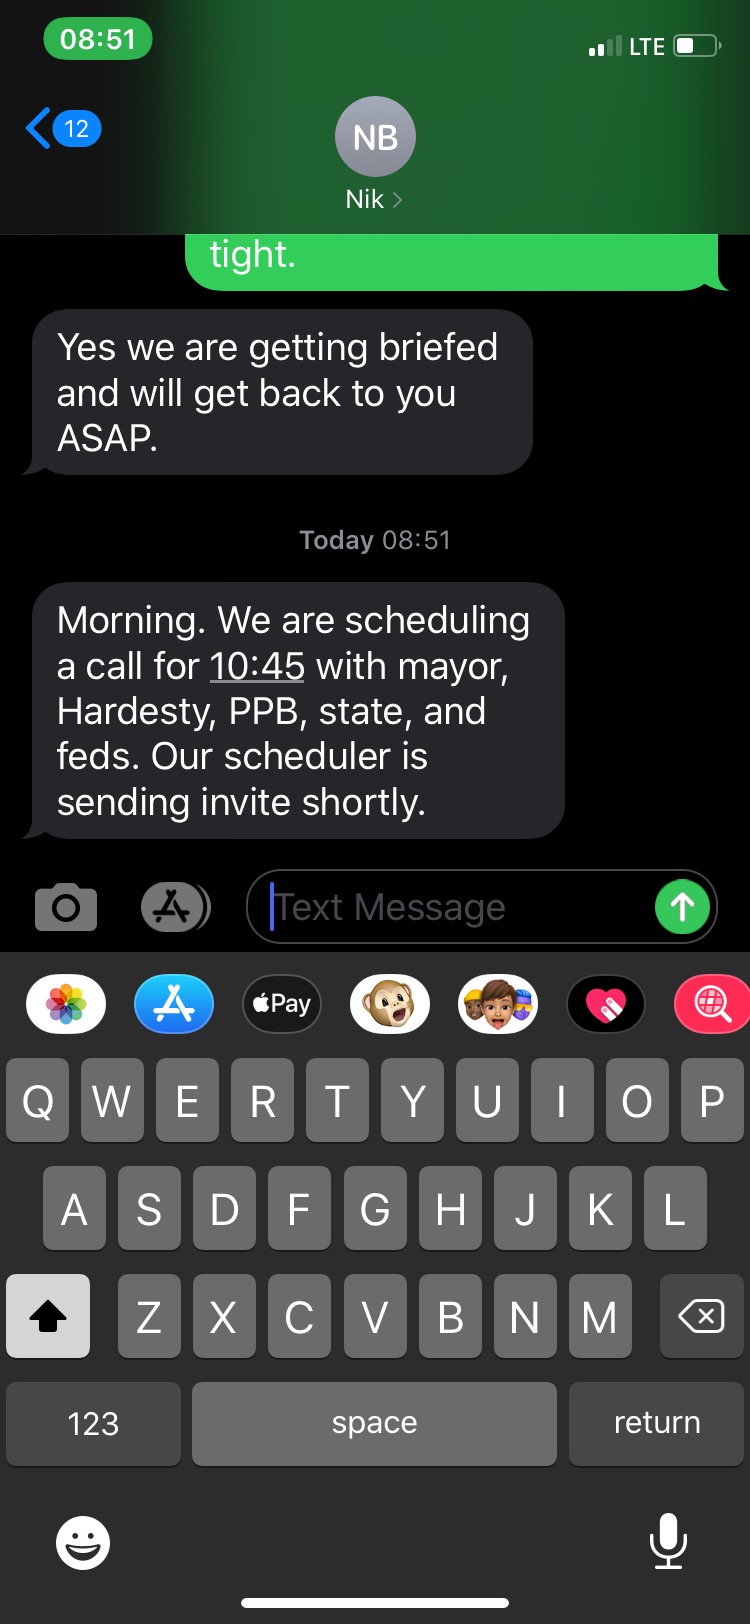 08:51
LTE
12
NB
Nik
tight.
Yes we are getting briefed
and will get back to you
ASAP.
Today 08:51
Morning. We are scheduling
a call for 10:45 with mayor,
Hardesty, PPB, state, and
feds. Our scheduler is
sending invite shortly.
Text Message
Pay
Q W E R T Y U I O P
A S D F G H J K L
Z X C V B N M
123 space return